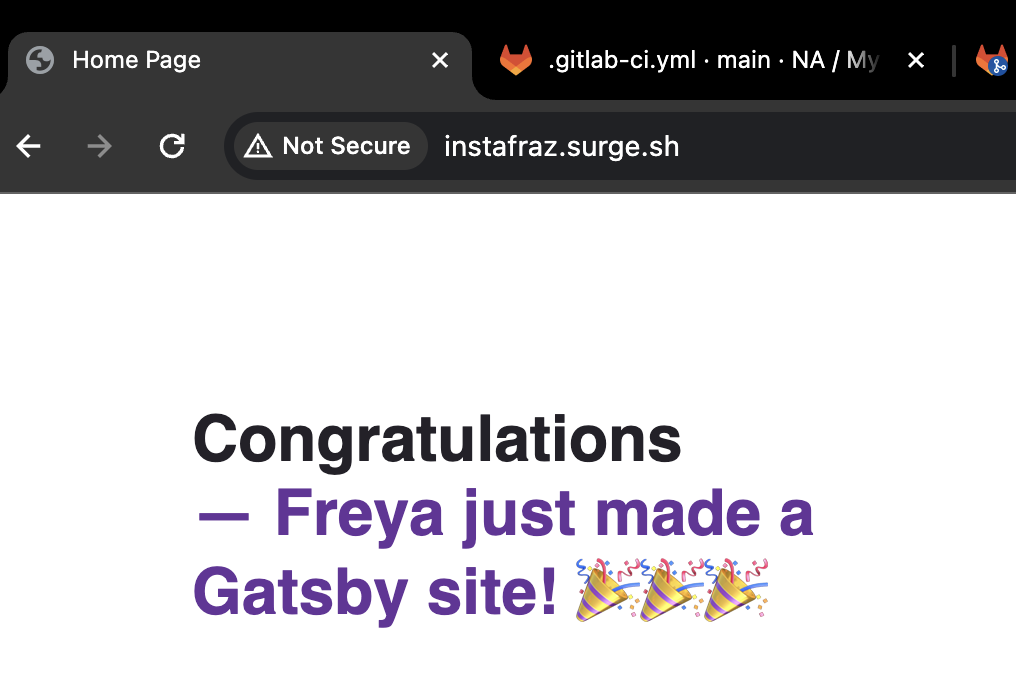 Home Page
.gitlab-ci.yml · main · NA / My
Not Secure
instafraz.surge.sh
Congratulations
— Freya just made a
Gatsby site! 🎉🎉🎉